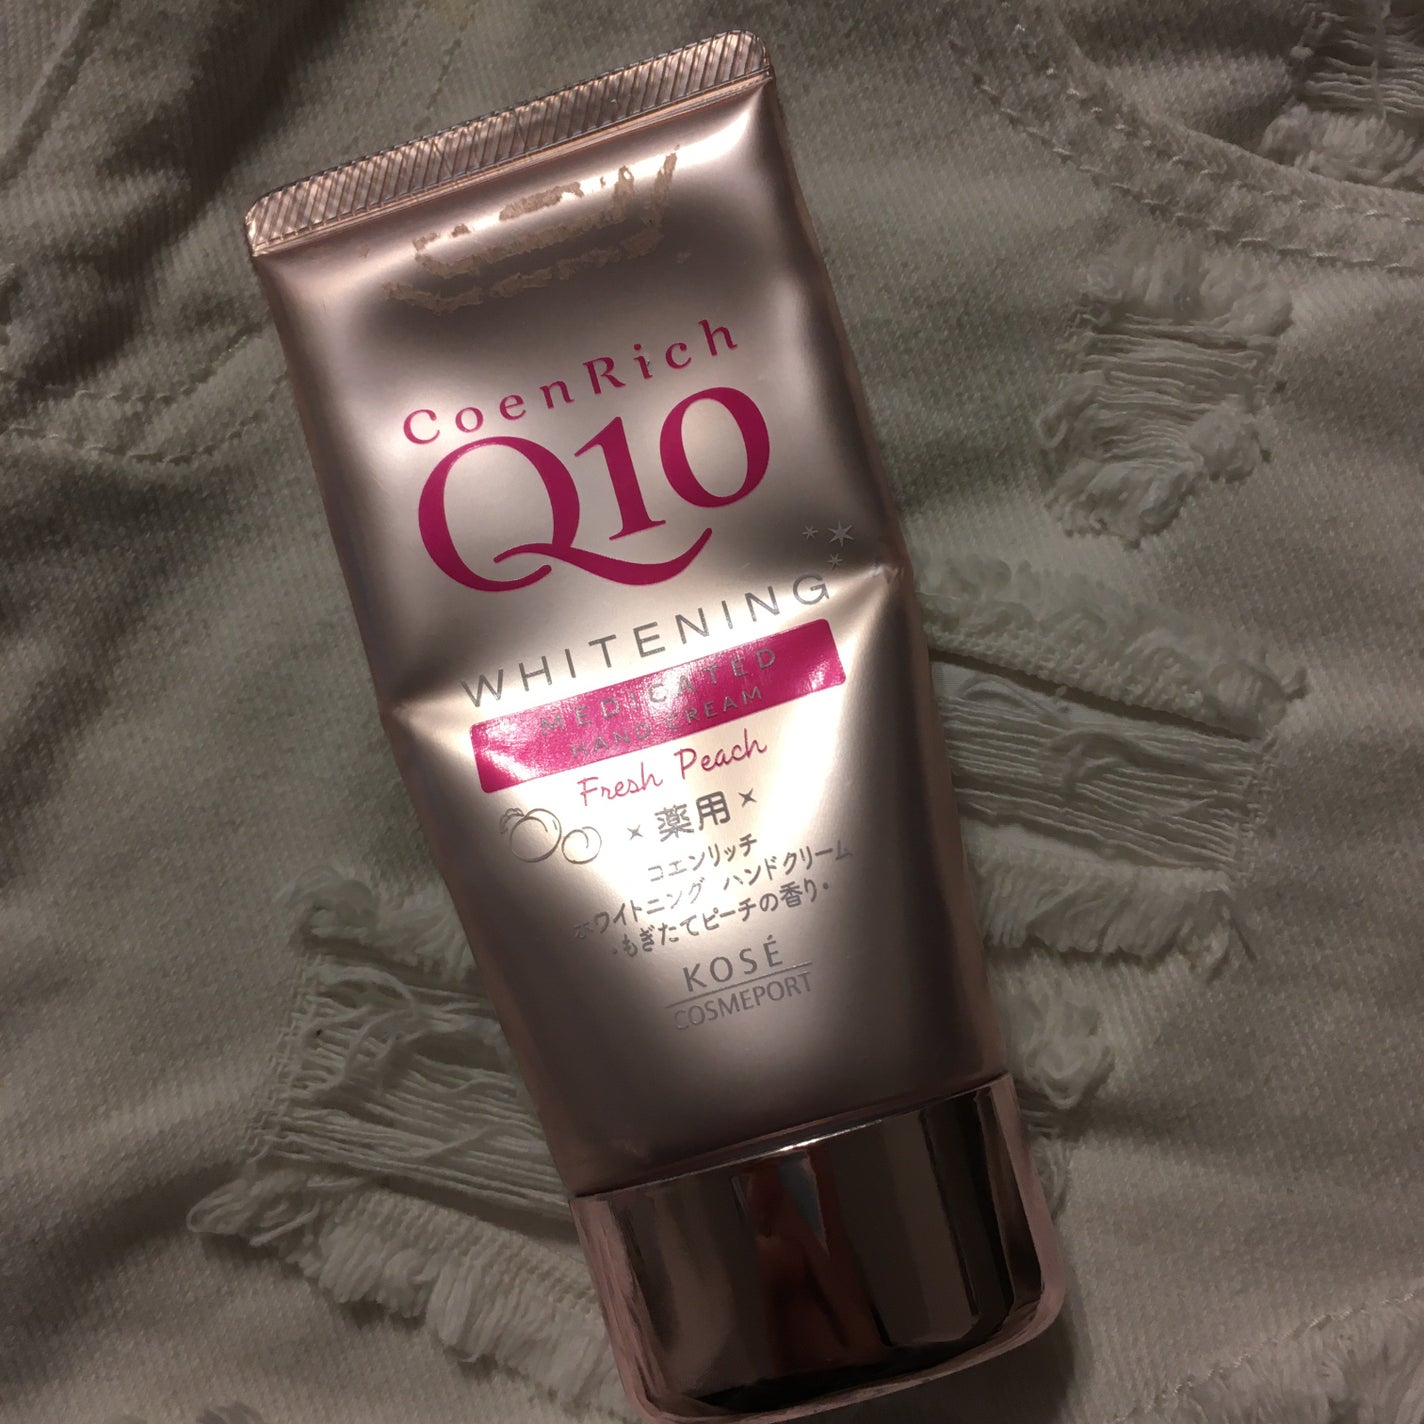 CoenRich
Q10
WHITENING
MEDICATED
HAND CREAM
Fresh Peach
薬用
コエンリッチ
ホワイトニング ハンドクリーム
・もぎたてピーチの香り・
KOSÉ
COSMEPORT